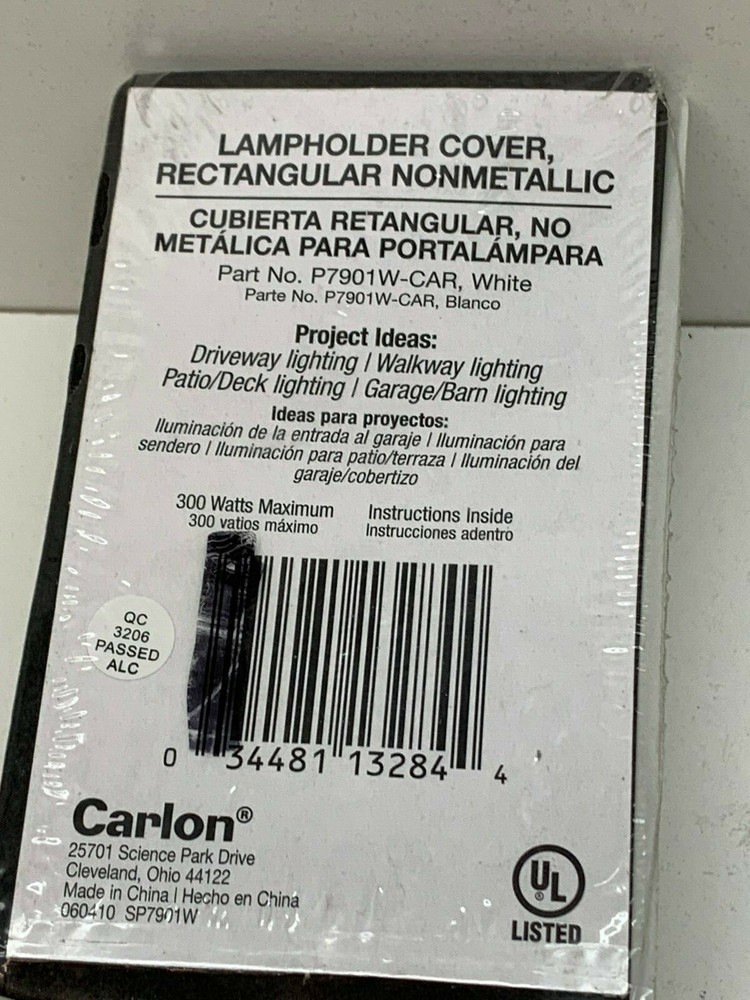 LAMPHOLDER COVER,
RECTANGULAR NONMETALLIC
CUBIERTA RETANGULAR, NO
METÁLICA PARA PORTALÁMPARA
Part No. P7901W-CAR, White
Parte No. P7901W-CAR, Blanco
Project Ideas:
Driveway lighting | Walkway lighting
Patio/Deck lighting | Garage/Barn lighting
Ideas para proyectos:
Iluminación de la entrada al garaje | Iluminación para
sendero | Iluminación para patio/terraza | Iluminación del
garaje/cobertizo
300 Watts Maximum Instructions Inside
300 vatios máximo Instrucciones adentro
QC
3206
PASSED
ALC
0 34481 13284 4
Carlon®
25701 Science Park Drive
Cleveland, Ohio 44122
Made in China | Hecho en China
060410 SP7901W
UL®
LISTED